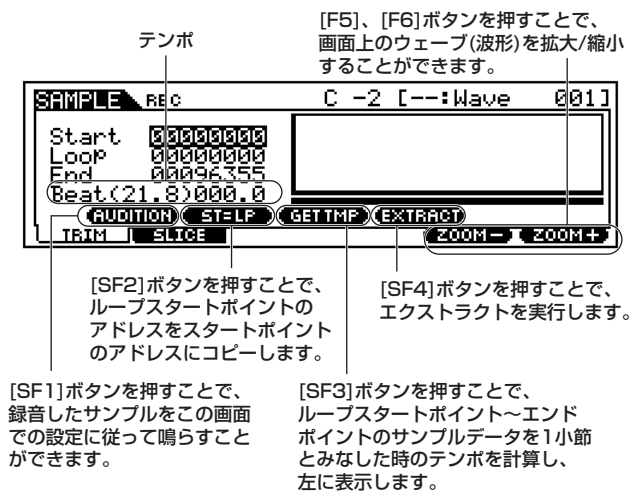 テンポ
[F5]、[F6]ボタンを押すことで、
画面上のウェーブ(波形)を拡大/縮小
することができます。
SAMPLE REC C -2 [--:Wave 001]
Start 00000000
Loop 00000000
End 00096355
Beat(21.8)000.0
AUDITION ST=LP GETTMP EXTRACT
TRIM SLICE ZOOM- ZOOM+
[SF2]ボタンを押すことで、
ループスタートポイントの
アドレスをスタートポイント
のアドレスにコピーします。
[SF4]ボタンを押すことで、
エクストラクトを実行します。
[SF1]ボタンを押すことで、
録音したサンプルをこの画面
での設定に従って鳴らすこと
ができます。
[SF3]ボタンを押すことで、
ループスタートポイント〜エンド
ポイントのサンプルデータを1小節
とみなした時のテンポを計算し、
左に表示します。